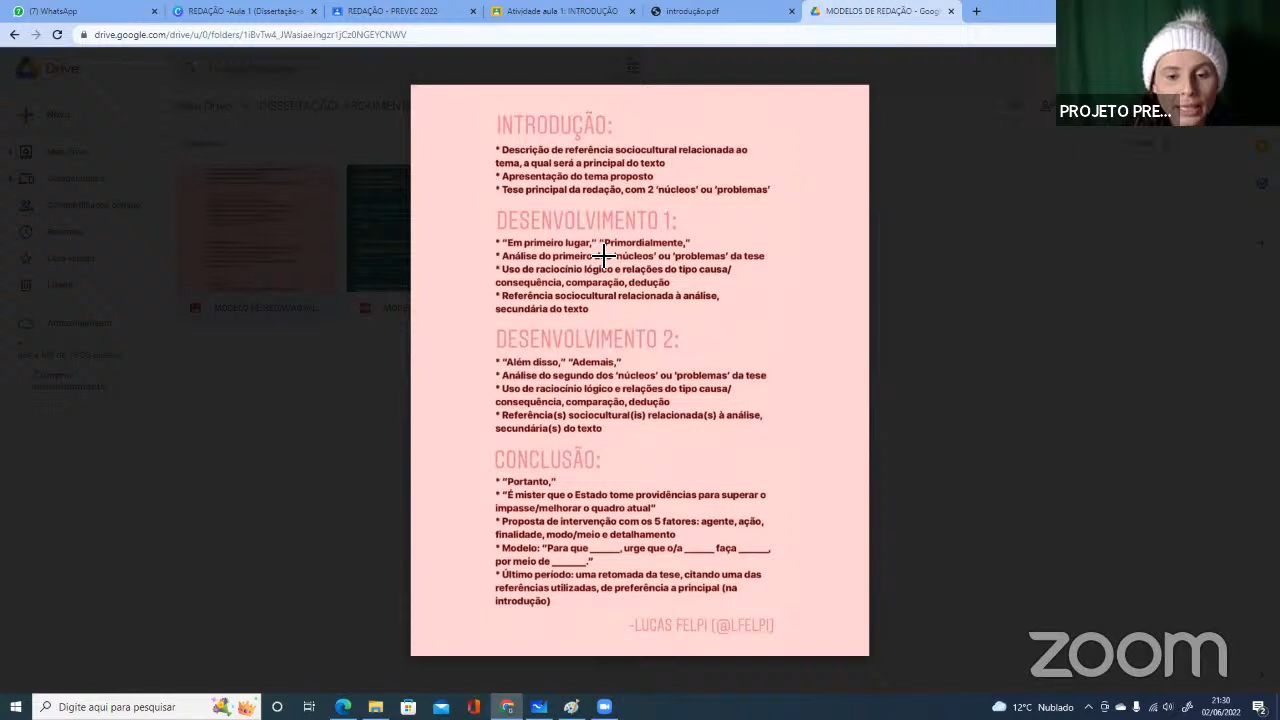 (1) WhatsApp
REDAÇÃO -Aula 1 (Dissertação-
REDAÇÃO - PREVEC 2022
Atividade aula 1: INTRODUÇÃO
introdução.pdf
MODELOS DE REDAÇÃO - Goog
drive.google.com/drive/u/0/folders/1iBvTw4_JWasiaeJngzr1jCz0NGEYCNWV
PROJETO PRE...
Drive
INTRODUÇÃO:
* Descrição de referência sociocultural relacionada ao
tema, a qual será a principal do texto
* Apresentação do tema proposto
* Tese principal da redação, com 2 ‘núcleos’ ou ‘problemas’
DESENVOLVIMENTO 1:
* “Em primeiro lugar,” “Primordialmente,”
* Análise do primeiro núcleos’ ou ‘problemas’ da tese
* Uso de raciocínio lógico e relações do tipo causa/
consequência, comparação, dedução
* Referência sociocultural relacionada à análise,
secundária do texto
DESENVOLVIMENTO 2:
* “Além disso,” “Ademais,”
* Análise do segundo dos ‘núcleos’ ou ‘problemas’ da tese
* Uso de raciocínio lógico e relações do tipo causa/
consequência, comparação, dedução
* Referência(s) sociocultural(is) relacionada(s) à análise,
secundária(s) do texto
CONCLUSÃO:
* “Portanto,”
* “É mister que o Estado tome providências para superar o
impasse/melhorar o quadro atual”
* Proposta de intervenção com os 5 fatores: agente, ação,
finalidade, modo/meio e detalhamento
* Modelo: “Para que ______, urge que o/a ______ faça ______,
por meio de _______.”
* Último período: uma retomada da tese, citando uma das
referências utilizadas, de preferência a principal (na
introdução)
-LUCAS FELPI (@LFELPI)
zoom
Digite aqui para pesquisar
12°C Nublado
21:30
02/06/2022